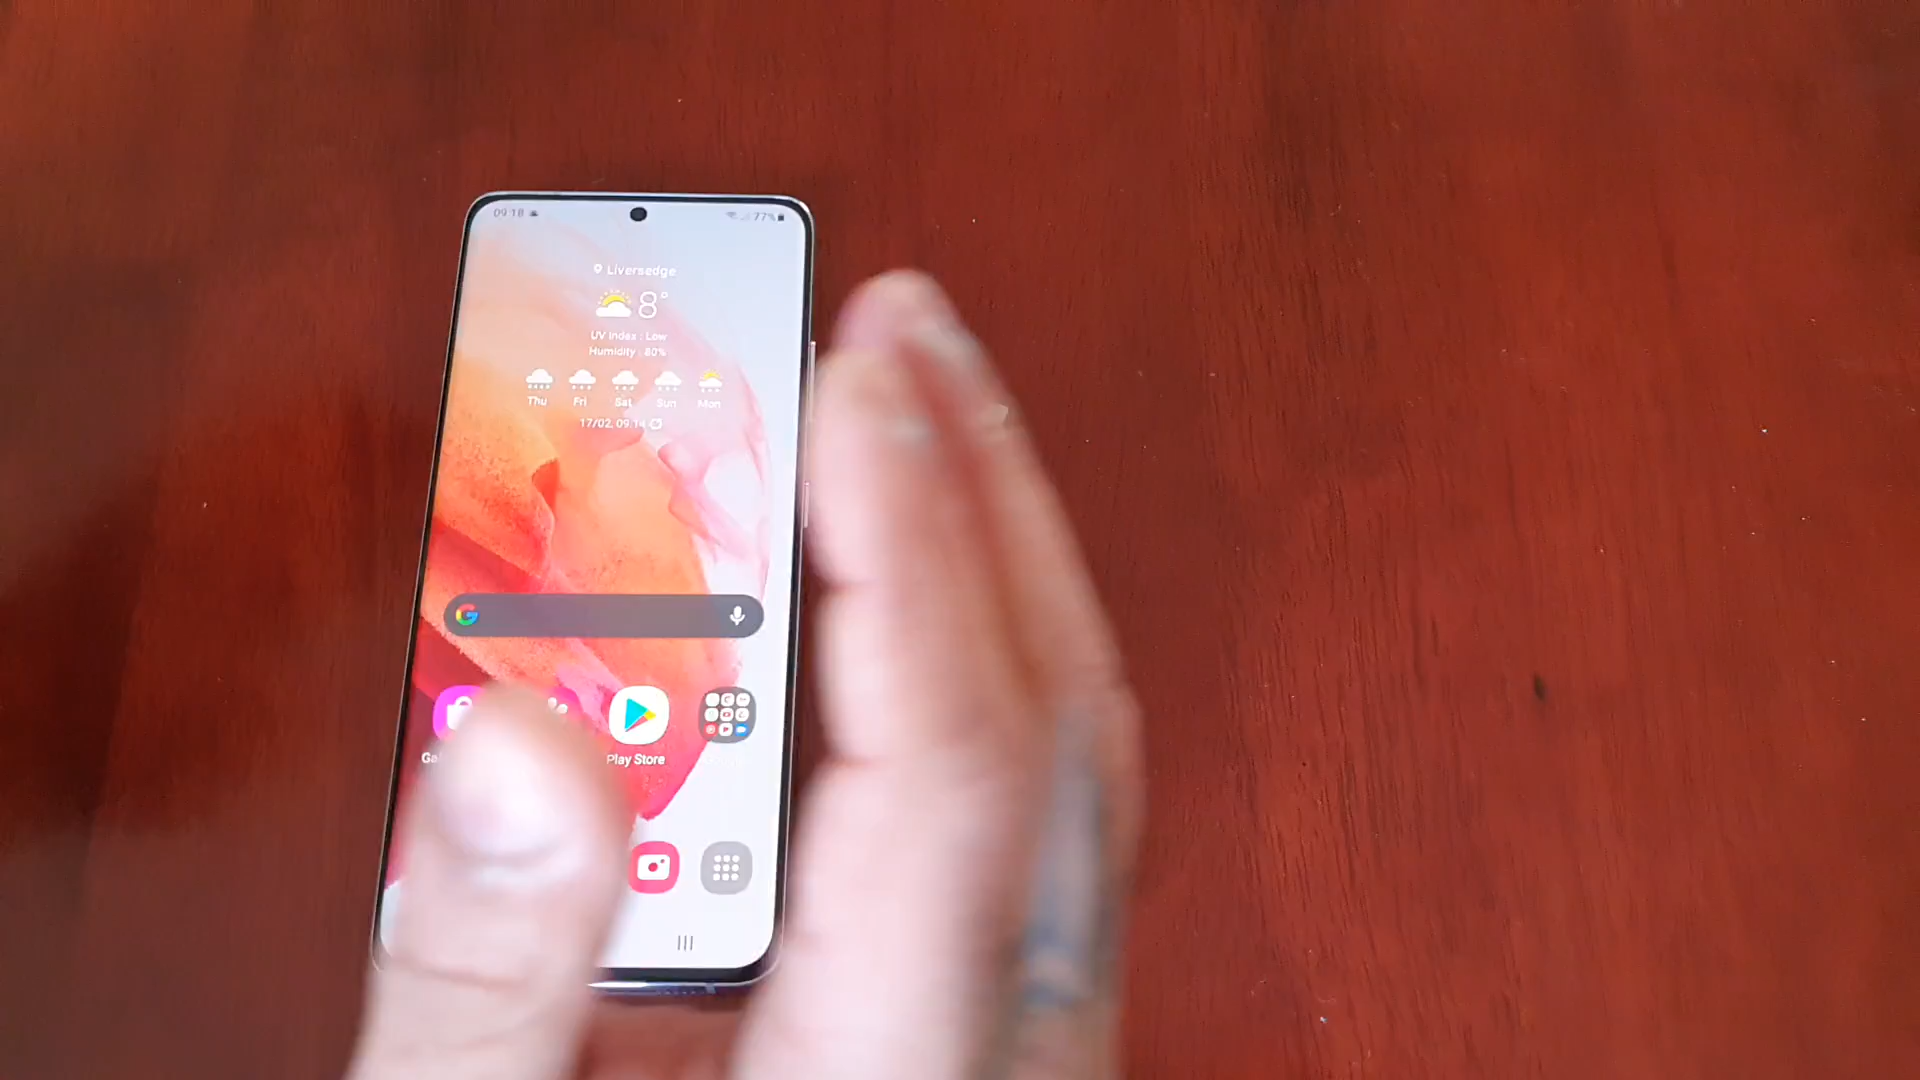 09:18 77%
Liversedge
8°
UV Index : Low
Humidity : 80%
Thu Fri Sat Sun Mon
17/02, 09:14
Play Store